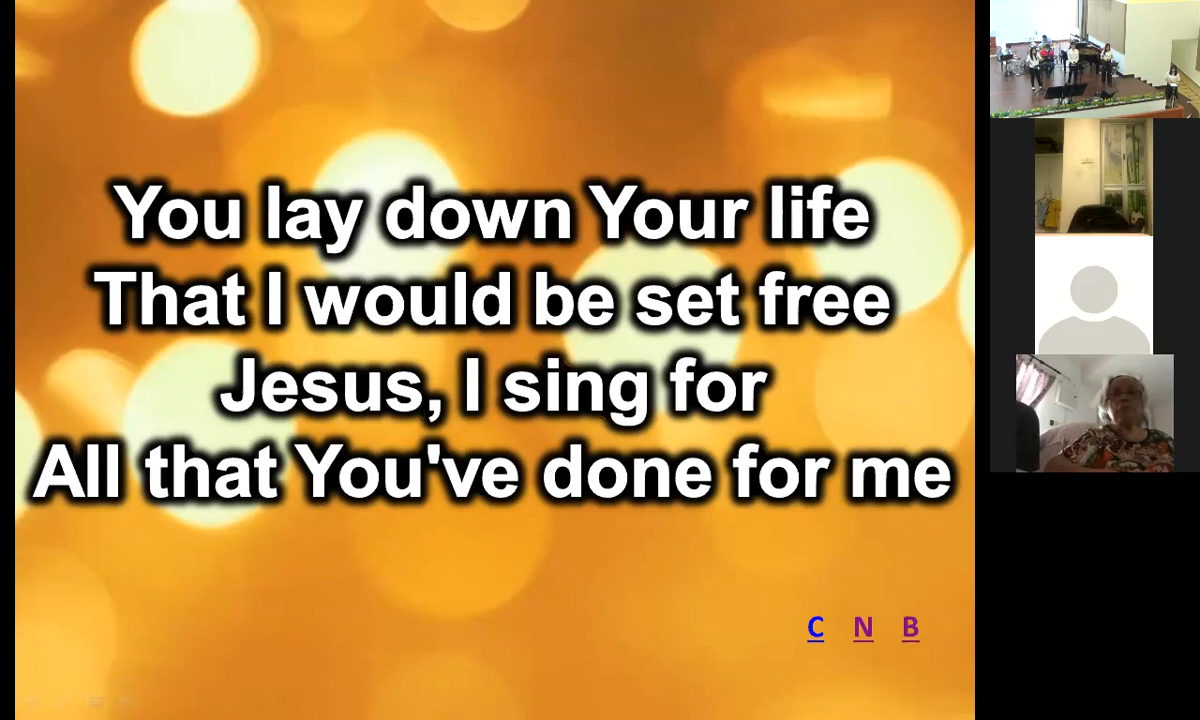 You lay down Your life
That I would be set free
Jesus, I sing for
All that You've done for me
C N B